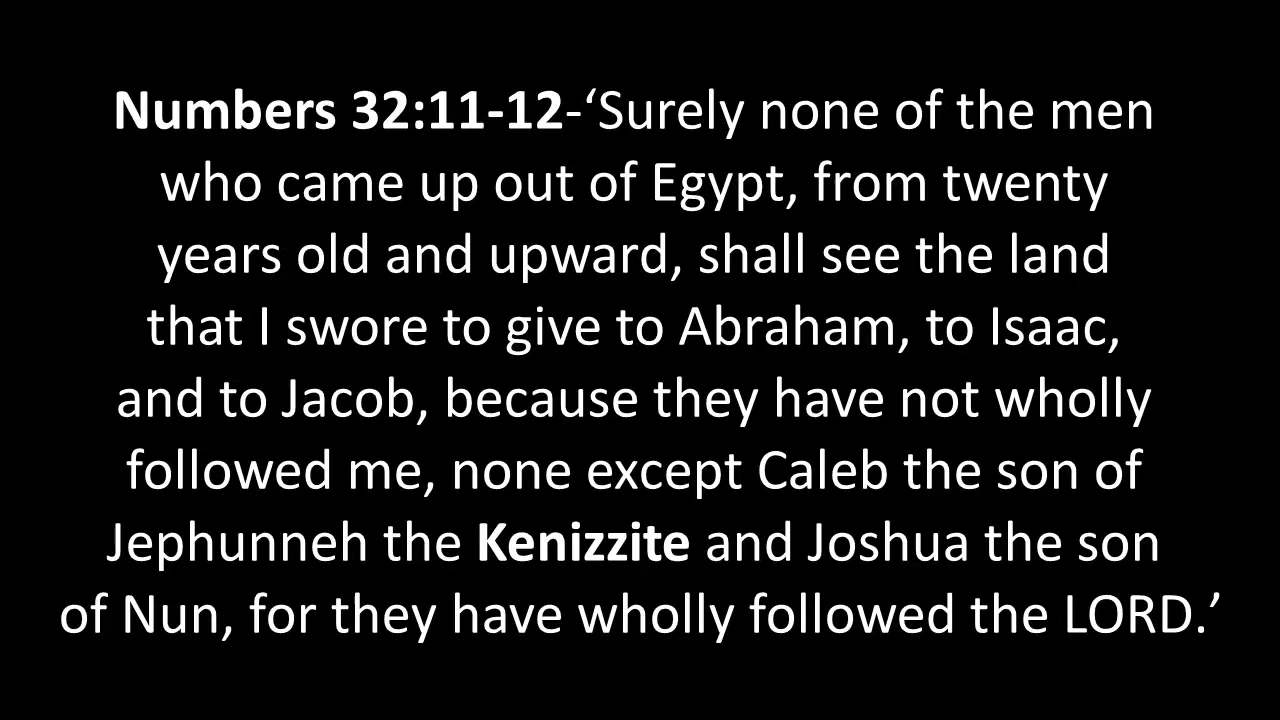 Numbers 32:11-12-‘Surely none of the men
who came up out of Egypt, from twenty
years old and upward, shall see the land
that I swore to give to Abraham, to Isaac,
and to Jacob, because they have not wholly
followed me, none except Caleb the son of
Jephunneh the Kenizzite and Joshua the son
of Nun, for they have wholly followed the LORD.’